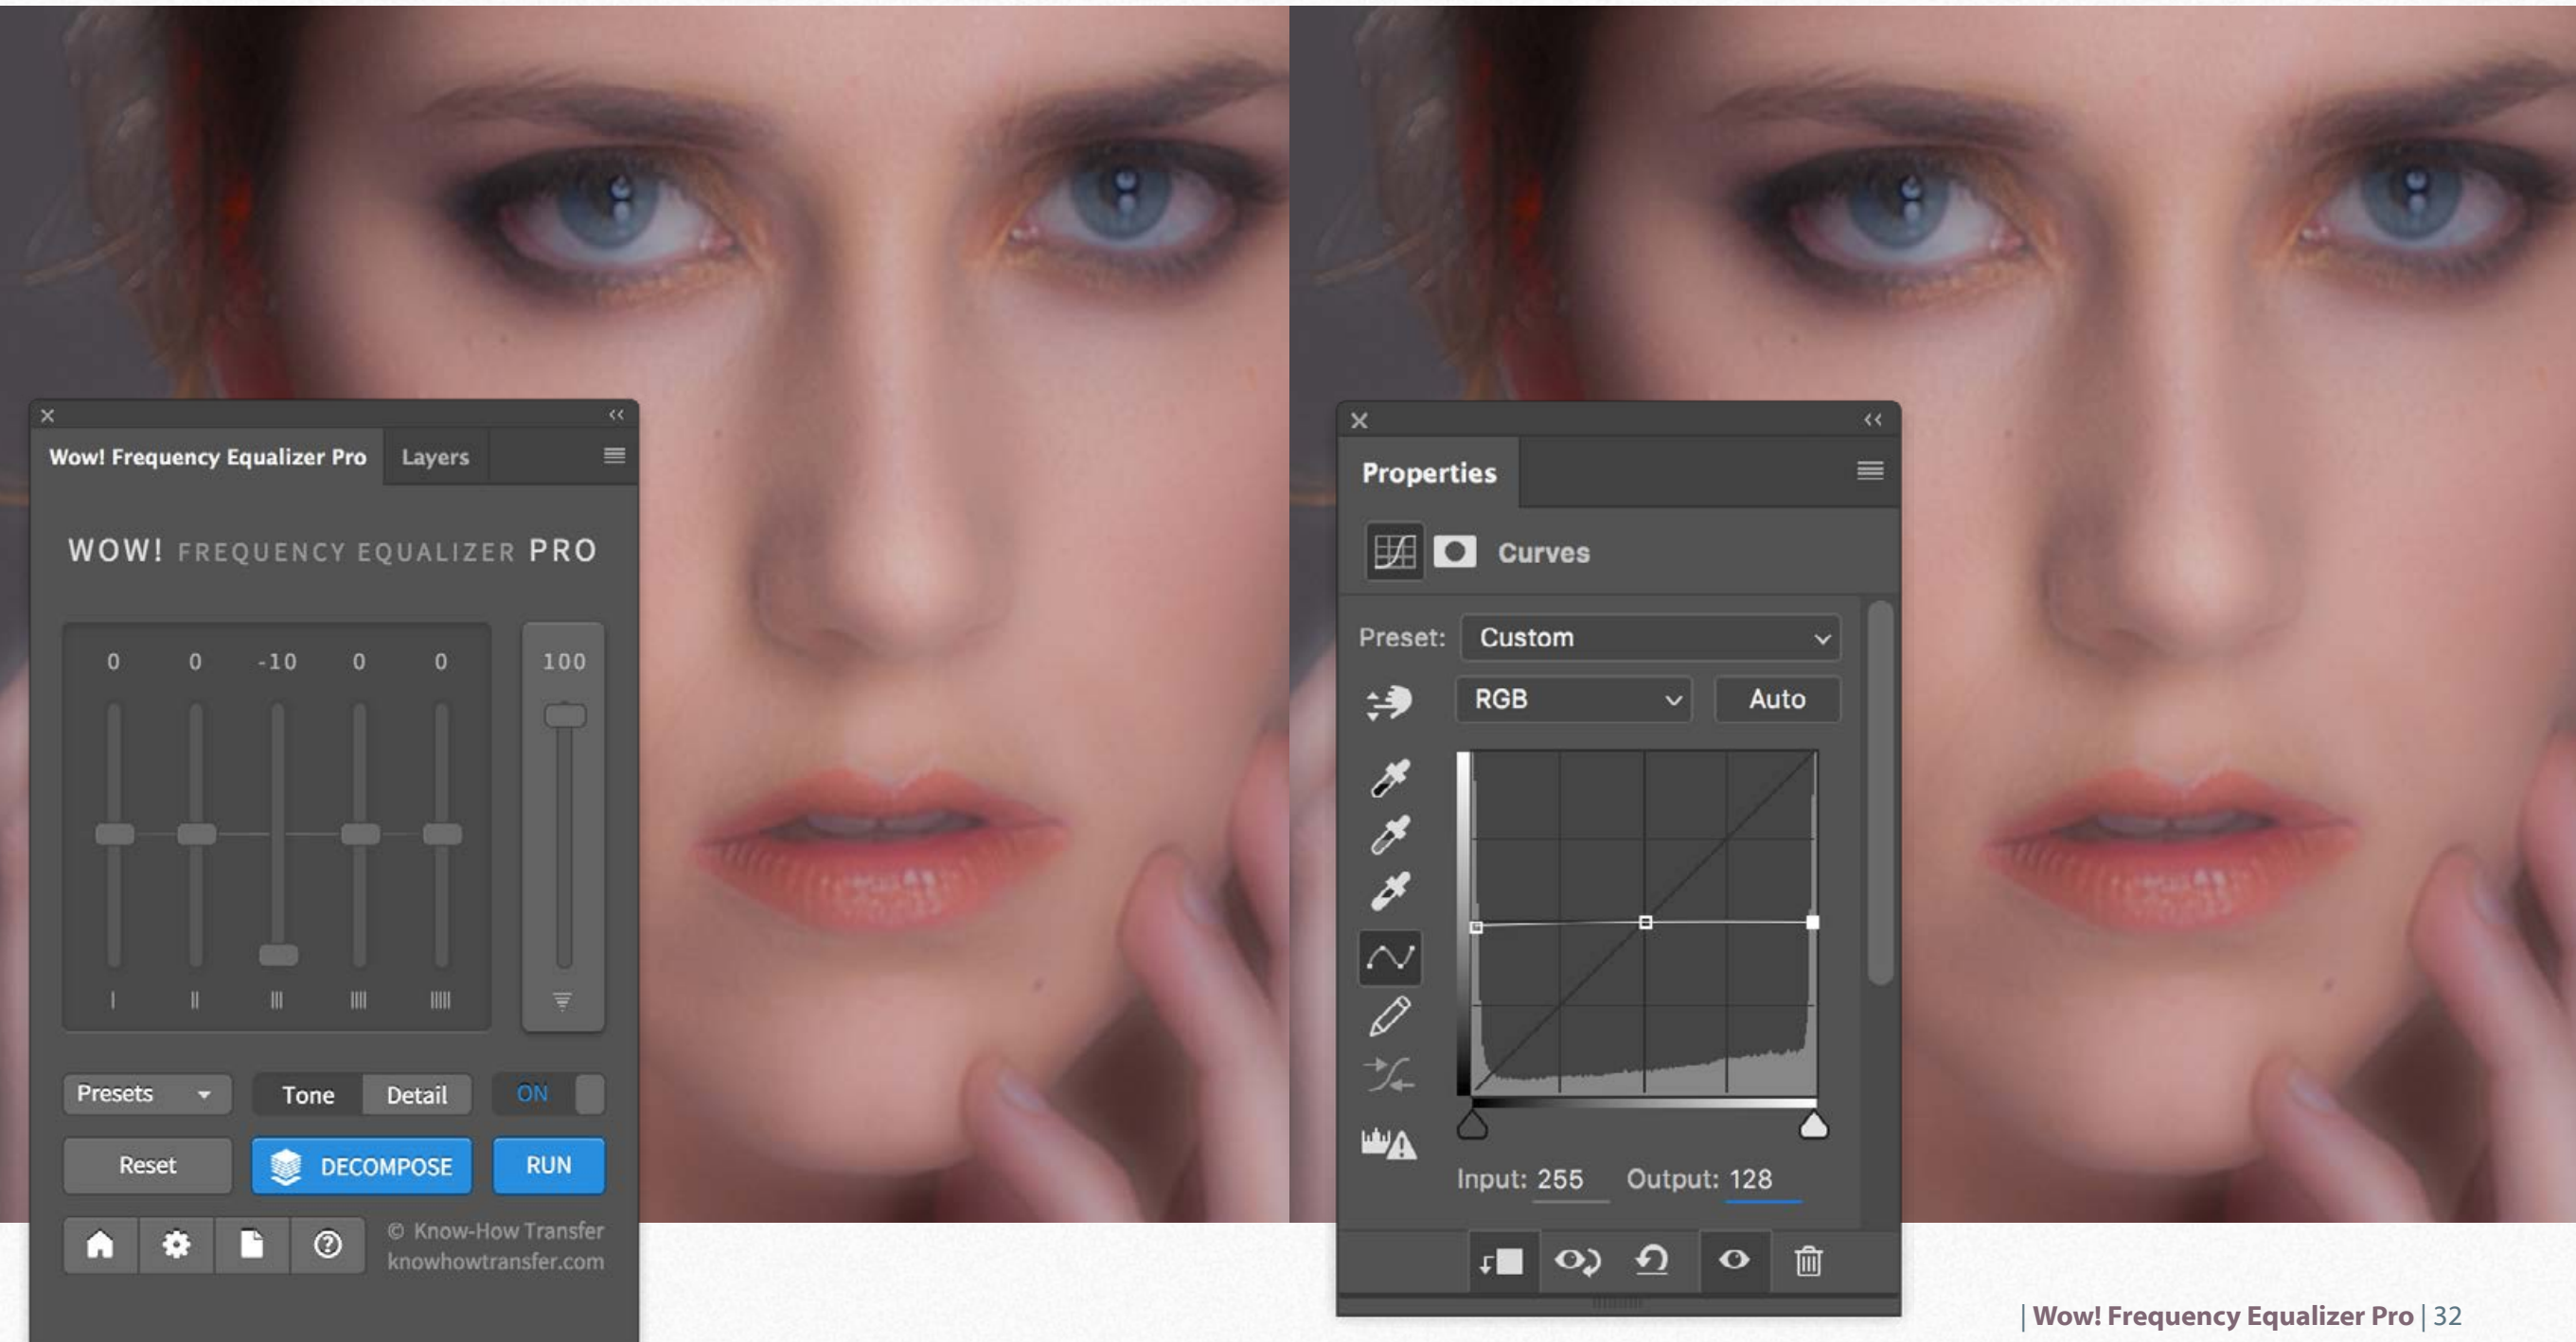 Wow! Frequency Equalizer Pro Layers
WOW! FREQUENCY EQUALIZER PRO
0 0 -10 0 0 100
Presets Tone Detail ON
Reset DECOMPOSE RUN
© Know-How Transfer
knowhowtransfer.com
Properties
Curves
Preset: Custom
RGB Auto
Input: 255 Output: 128
| Wow! Frequency Equalizer Pro | 32